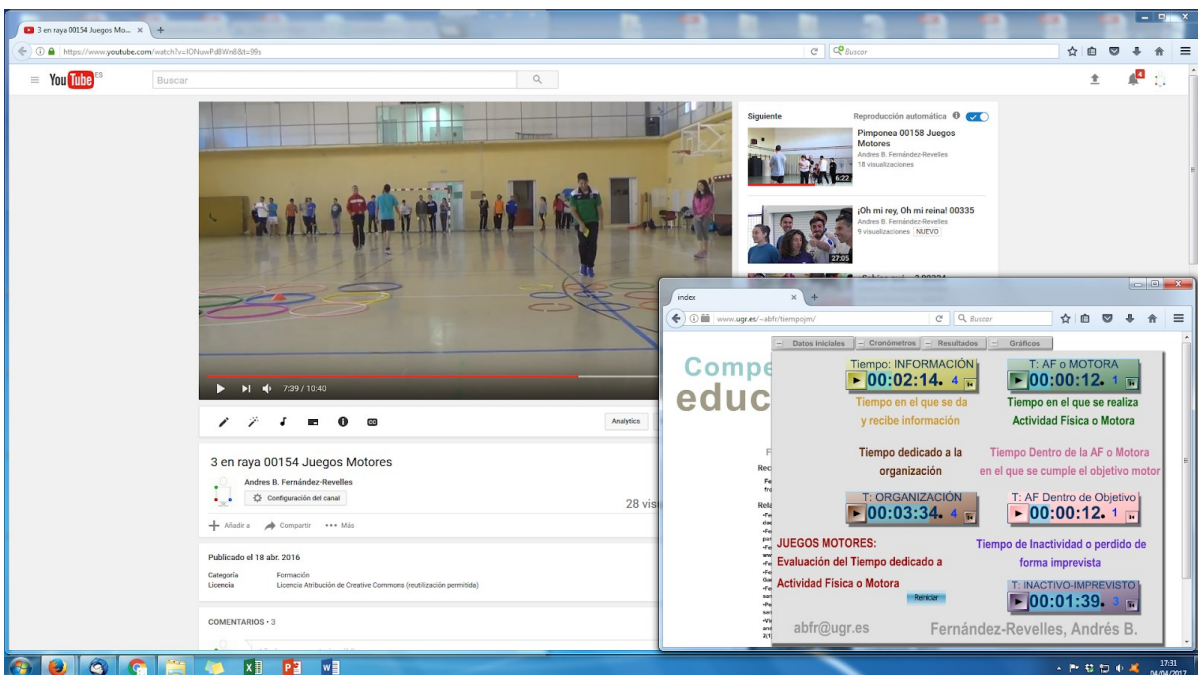 3 en raya 00154 Juegos Mo...
https://www.youtube.com/watch?v=IONuwPd8Wn8&t=99s
Buscar
YouTube ES
Buscar
4
7:39 / 10:40
Siguiente
Reproducción automática
Pimponea 00158 Juegos
Motores
Andres B. Fernández-Revelles
18 visualizaciones
6:22
¡Oh mi rey, Oh mi reina! 00335
Andres B. Fernández-Revelles
9 visualizaciones NUEVO
27:05
Analytics
3 en raya 00154 Juegos Motores
Andres B. Fernández-Revelles
Configuración del canal
28 vis
Añadir a
Compartir
Más
Publicado el 18 abr. 2016
Categoría Formación
Licencia Licencia Atribución de Creative Commons (reutilización permitida)
COMENTARIOS • 3
index
www.ugr.es/~abfr/tiempojm/
Buscar
Datos iniciales
Cronómetros
Resultados
Gráficos
Compe
educ
Tiempo: INFORMACIÓN
00:02:14. 4
Tiempo en el que se da
y recibe información
T: AF o MOTORA
00:00:12. 1
Tiempo en el que se realiza
Actividad Física o Motora
Tiempo dedicado a la
organización
Tiempo Dentro de la AF o Motora
en el que se cumple el objetivo motor
T: ORGANIZACIÓN
00:03:34. 4
T: AF Dentro de Objetivo
00:00:12. 1
JUEGOS MOTORES:
Evaluación del Tiempo dedicado a
Actividad Física o Motora
Reiniciar
Tiempo de Inactividad o perdido de
forma imprevista
T: INACTIVO-IMPREVISTO
00:01:39. 3
abfr@ugr.es
Fernández-Revelles, Andrés B.
17:31
04/04/2017